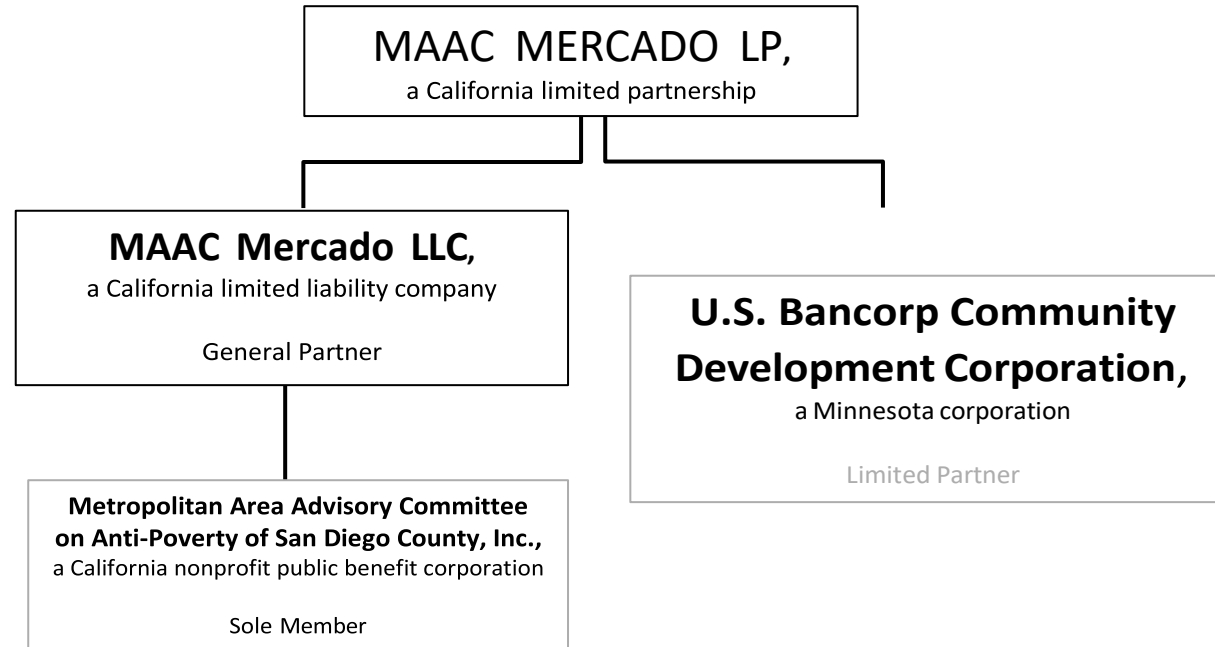 MAAC MERCADO LP,
a California limited partnership
MAAC Mercado LLC,
a California limited liability company
General Partner
U.S. Bancorp Community
Development Corporation,
a Minnesota corporation
Limited Partner
Metropolitan Area Advisory Committee
on Anti-Poverty of San Diego County, Inc.,
a California nonprofit public benefit corporation
Sole Member